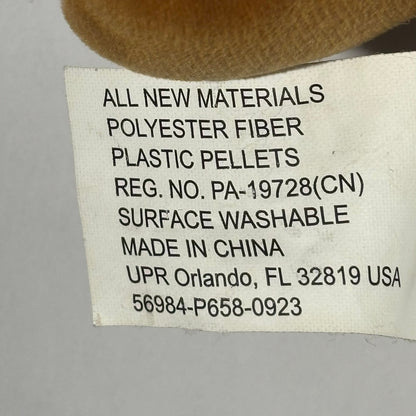 ALL NEW MATERIALS
POLYESTER FIBER
PLASTIC PELLETS
REG. NO. PA-19728(CN)
SURFACE WASHABLE
MADE IN CHINA
UPR Orlando, FL 32819 USA
56984-P658-0923